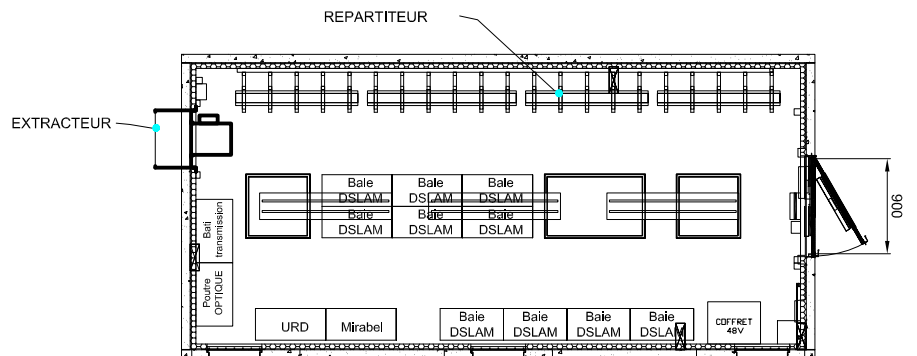 REPARTITEUR
EXTRACTEUR
Baie
DSLAM
Baie
DSLAM
Baie
DSLAM
Baie
DSLAM
Baie
DSLAM
Baie
DSLAM
Bati
transmission
Poutre
OPTIQUE
URD
Mirabel
Baie
DSLAM
Baie
DSLAM
Baie
DSLAM
Baie
DSLAM
COFFRET
48V
900